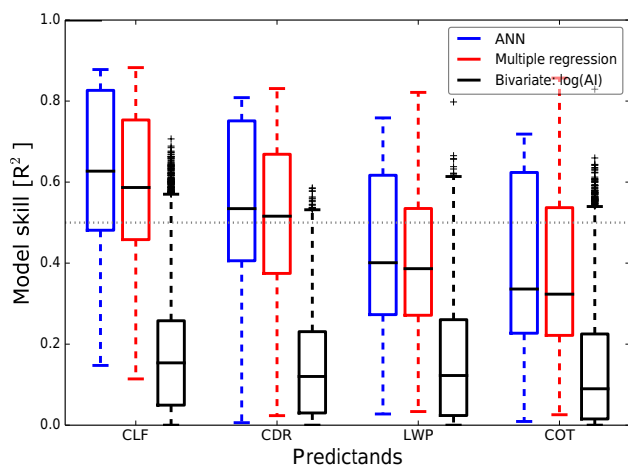 1.0
0.8
0.6
0.4
0.2
0.0
Model skill [R²]
ANN
Multiple regression
Bivariate: log(AI)
CLF CDR LWP COT
Predictands